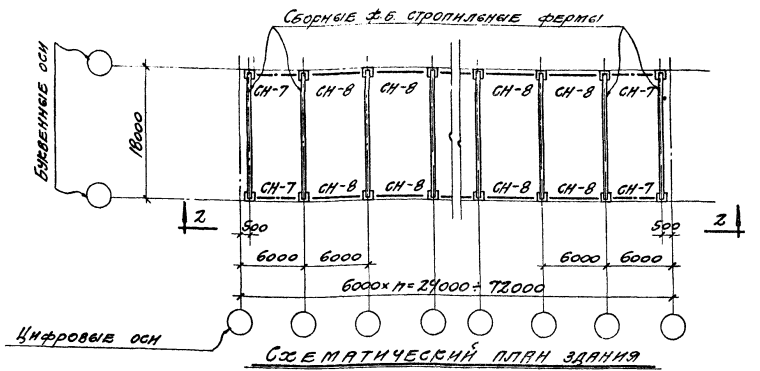 Сборные ж.б. стропильные фермы
Буквенные оси
18000
СН-7 СН-8 СН-8 СН-8 СН-8 СН-7
СН-7 СН-8 СН-8 СН-8 СН-8 СН-7
2 2
500 500
6000 6000 6000 6000
6000 × n = 24000 ÷ 72000
Цифровые оси
Схематический план здания